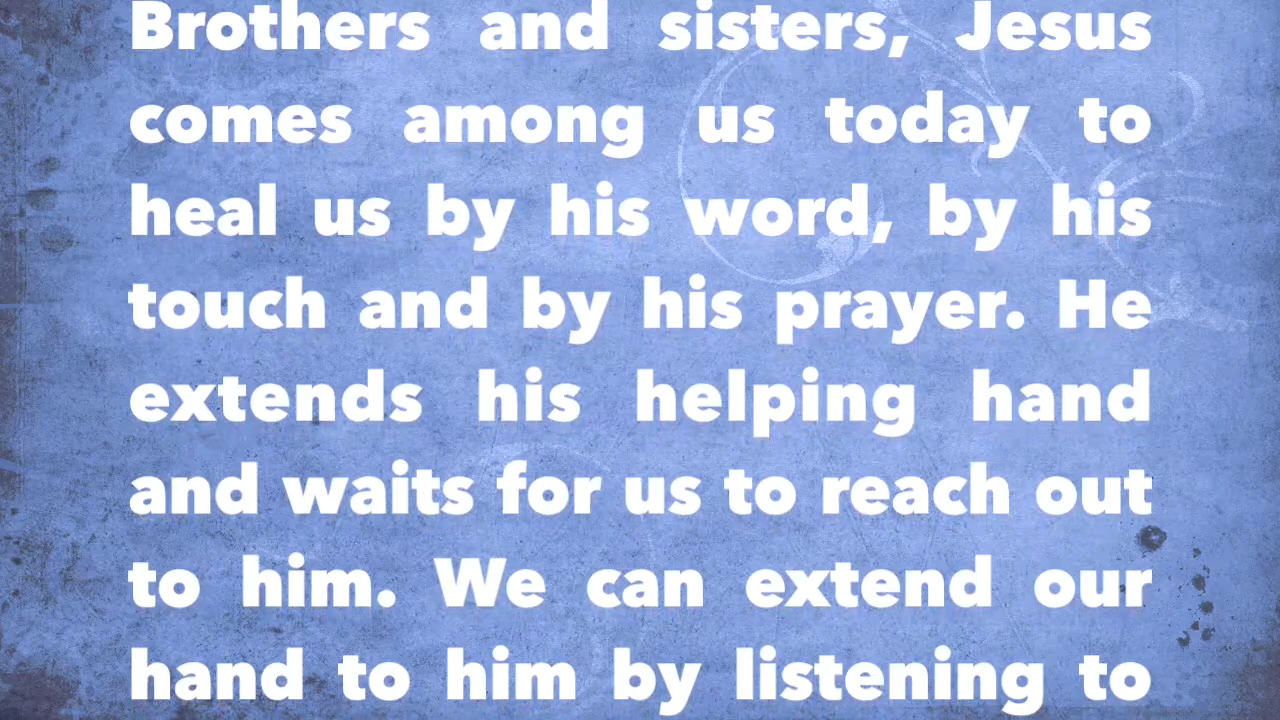 Brothers and sisters, Jesus
comes among us today to
heal us by his word, by his
touch and by his prayer. He
extends his helping hand
and waits for us to reach out
to him. We can extend our
hand to him by listening to